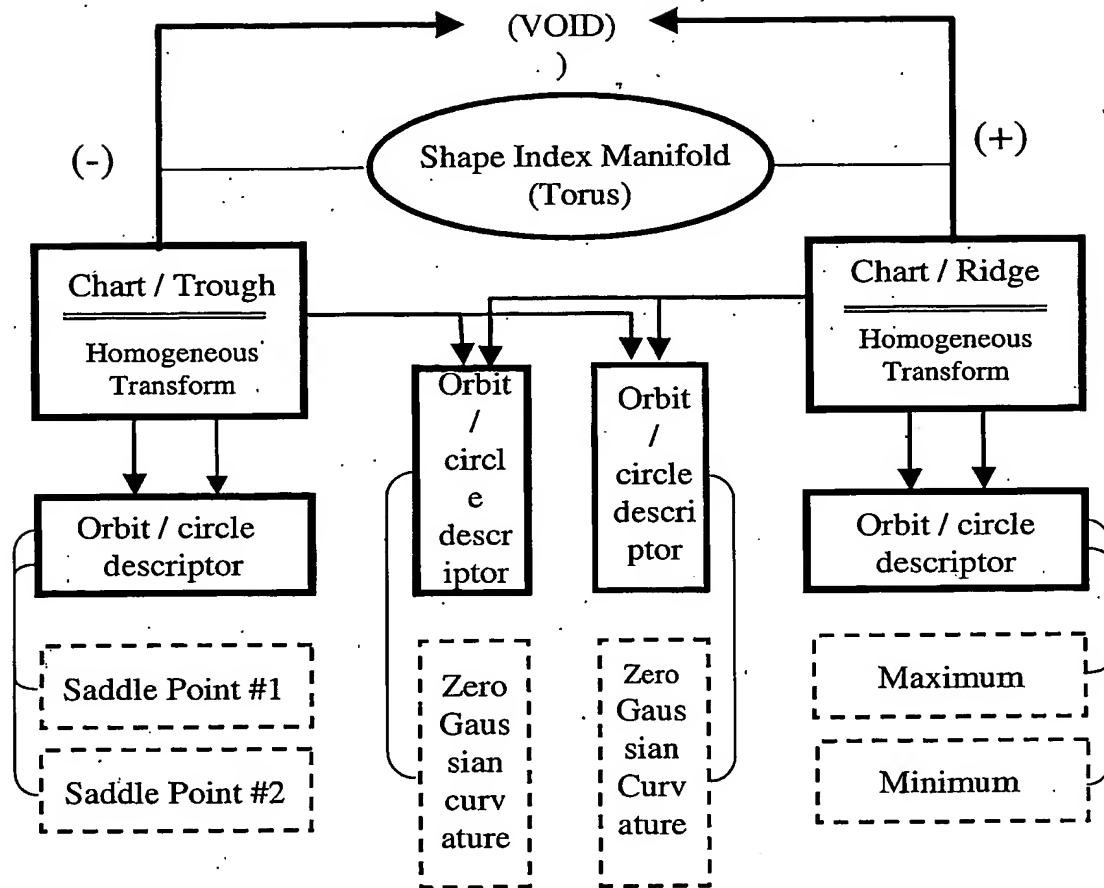 (VOID)
)
(-)
(+)
Shape Index Manifold
(Torus)
Chart / Trough
Homogeneous
Transform
Chart / Ridge
Homogeneous
Transform
Orbit / circle
descriptor
Orbit
/
circl
e
descr
iptor
Orbit
/
circle
descri
ptor
Orbit / circle
descriptor
Saddle Point #1
Saddle Point #2
Zero
Gaus
sian
curv
ature
Zero
Gaus
sian
Curv
ature
Maximum
Minimum